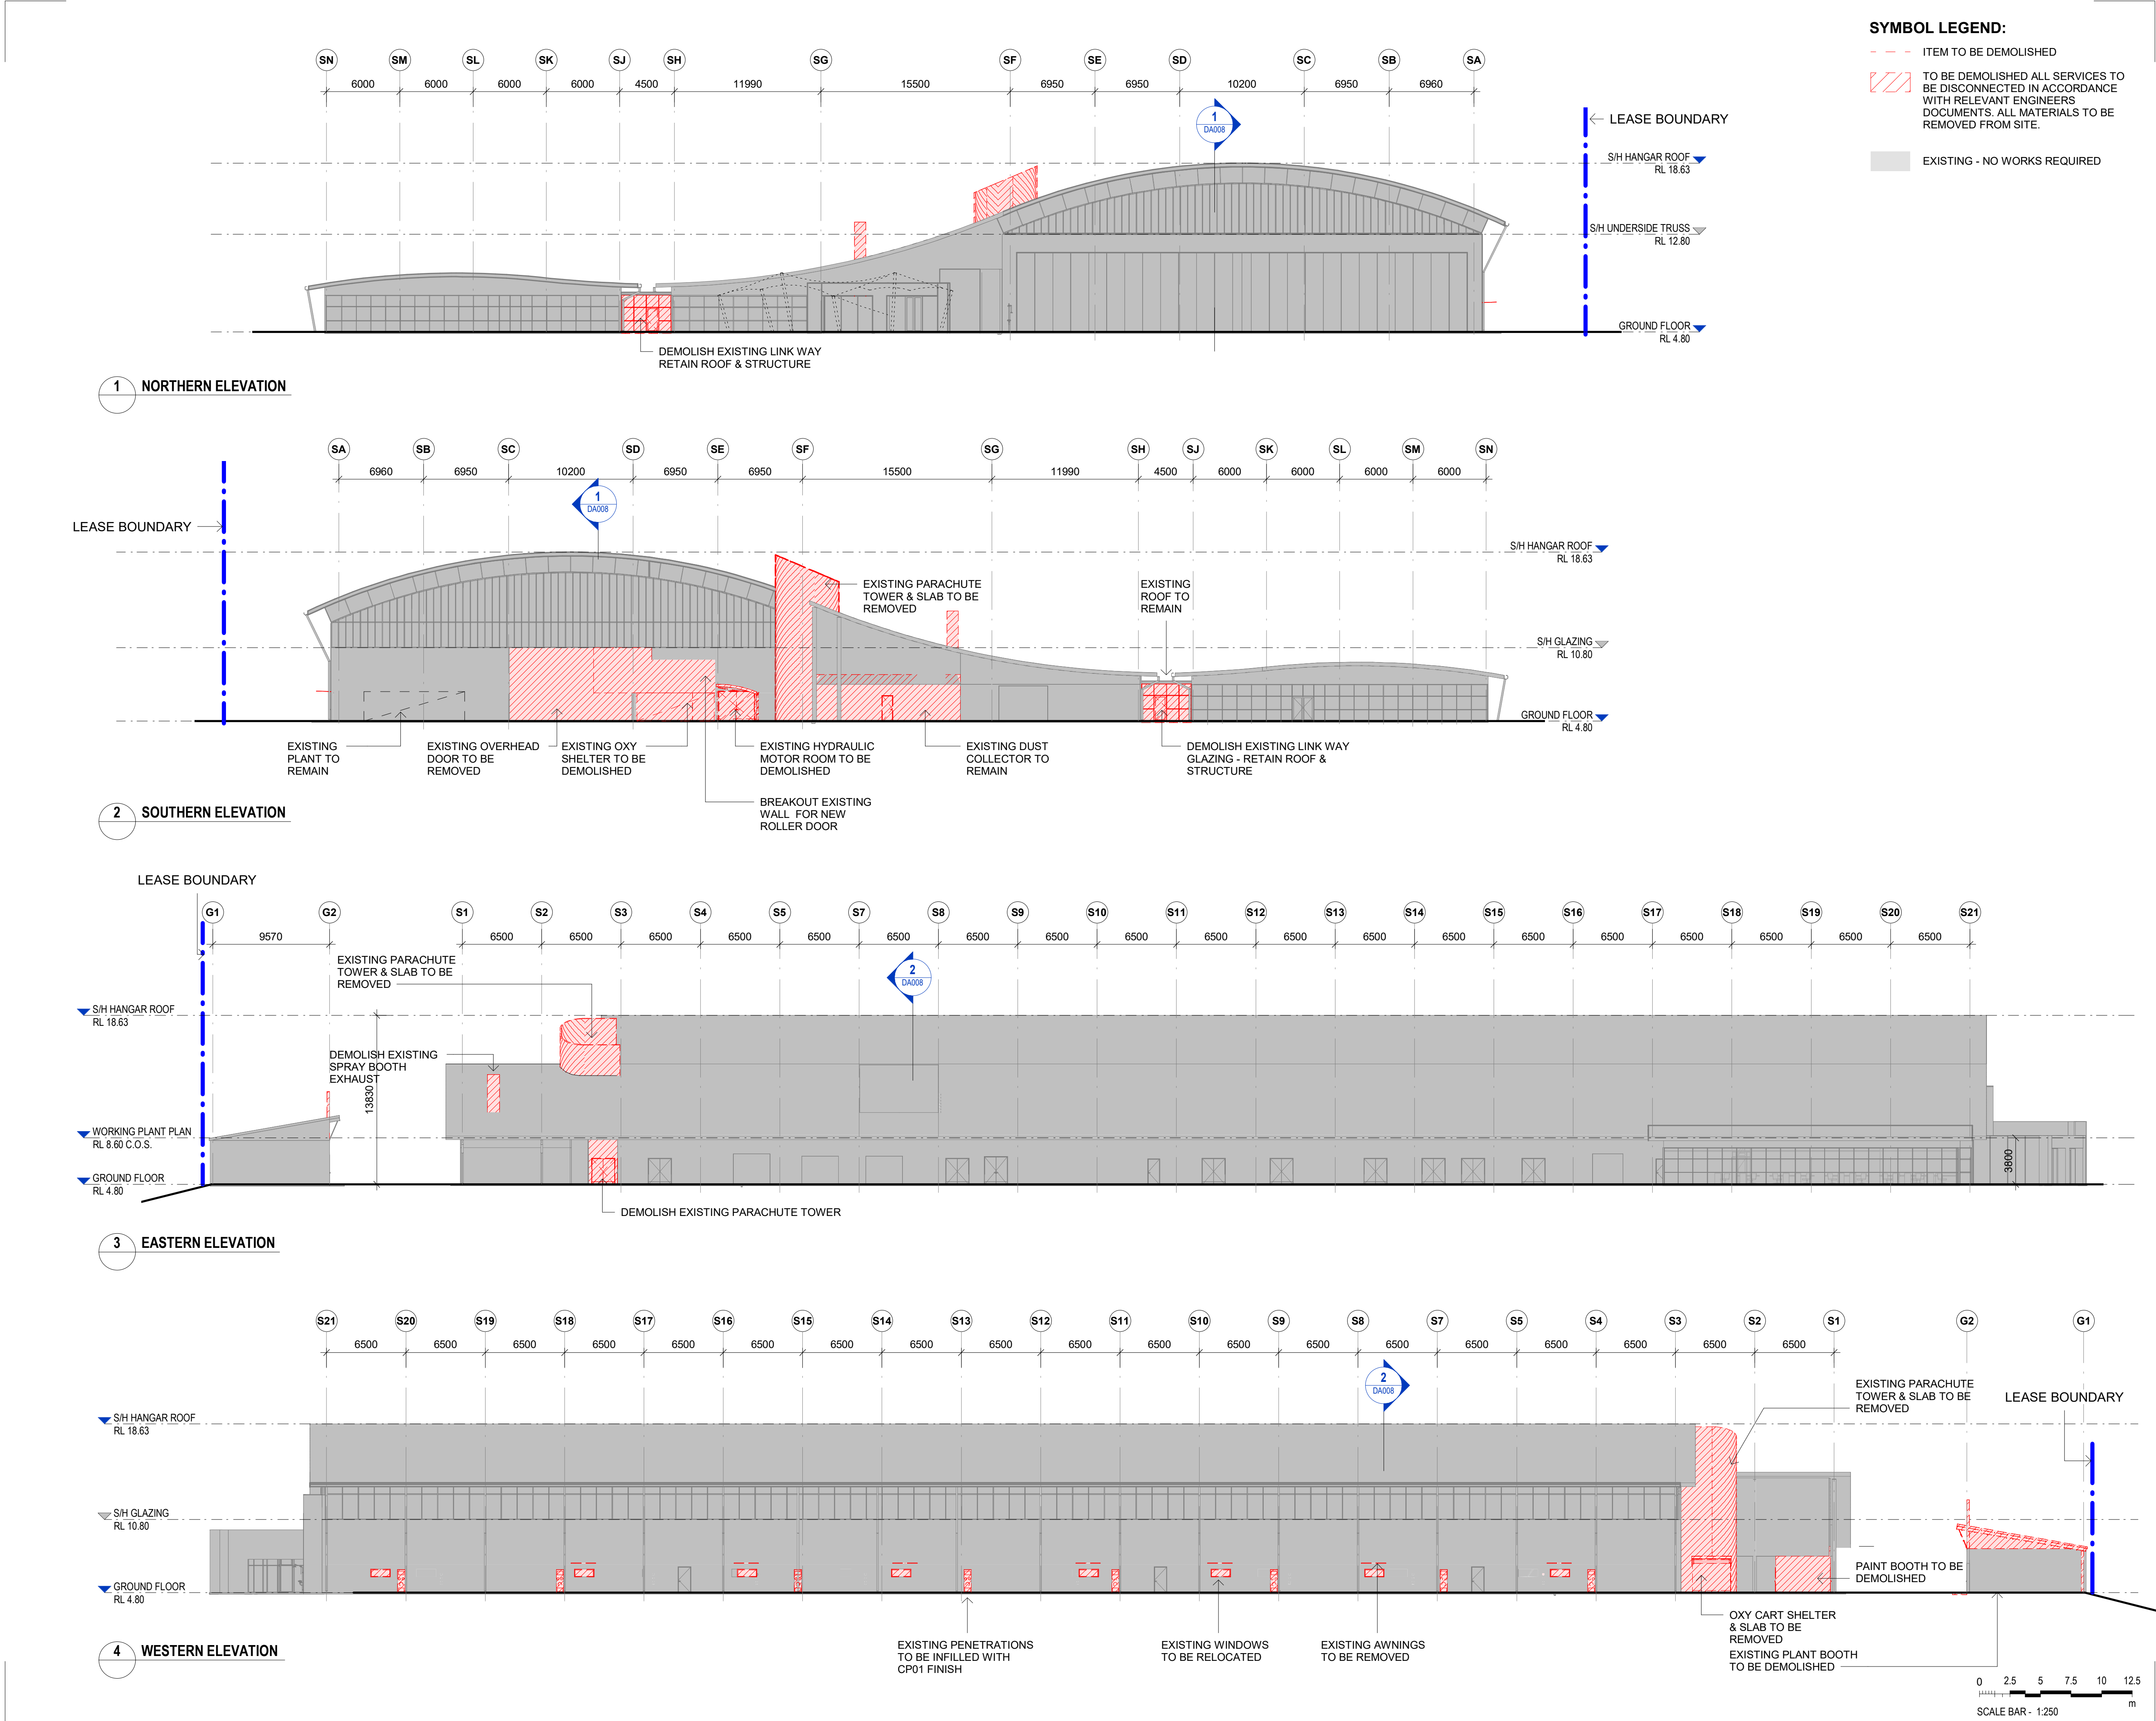 SYMBOL LEGEND:
ITEM TO BE DEMOLISHED
TO BE DEMOLISHED ALL SERVICES TO
BE DISCONNECTED IN ACCORDANCE
WITH RELEVANT ENGINEERS
DOCUMENTS. ALL MATERIALS TO BE
REMOVED FROM SITE.
EXISTING - NO WORKS REQUIRED
SN SM SL SK SJ SH SG SF SE SD SC SB SA
6000 6000 6000 6000 4500 11990 15500 6950 6950 10200 6950 6960
1
DA008
LEASE BOUNDARY
S/H HANGAR ROOF
RL 18.63
S/H UNDERSIDE TRUSS
RL 12.80
GROUND FLOOR
RL 4.80
DEMOLISH EXISTING LINK WAY
RETAIN ROOF & STRUCTURE
1 NORTHERN ELEVATION
SA SB SC SD SE SF SG SH SJ SK SL SM SN
6960 6950 10200 6950 6950 15500 11990 4500 6000 6000 6000 6000
1
DA008
LEASE BOUNDARY
S/H HANGAR ROOF
RL 18.63
EXISTING PARACHUTE
TOWER & SLAB TO BE
REMOVED
EXISTING
ROOF TO
REMAIN
S/H GLAZING
RL 10.80
GROUND FLOOR
RL 4.80
EXISTING
PLANT TO
REMAIN
EXISTING OVERHEAD
DOOR TO BE
REMOVED
EXISTING OXY
SHELTER TO BE
DEMOLISHED
EXISTING HYDRAULIC
MOTOR ROOM TO BE
DEMOLISHED
EXISTING DUST
COLLECTOR TO
REMAIN
DEMOLISH EXISTING LINK WAY
GLAZING - RETAIN ROOF &
STRUCTURE
BREAKOUT EXISTING
WALL FOR NEW
ROLLER DOOR
2 SOUTHERN ELEVATION
LEASE BOUNDARY
G1 G2 S1 S2 S3 S4 S5 S7 S8 S9 S10 S11 S12 S13 S14 S15 S16 S17 S18 S19 S20 S21
9570 6500 6500 6500 6500 6500 6500 6500 6500 6500 6500 6500 6500 6500 6500 6500 6500 6500 6500 6500
EXISTING PARACHUTE
TOWER & SLAB TO BE
REMOVED
2
DA008
S/H HANGAR ROOF
RL 18.63
DEMOLISH EXISTING
SPRAY BOOTH
EXHAUST
13830
WORKING PLANT PLAN
RL 8.60 C.O.S.
GROUND FLOOR
RL 4.80
3800
DEMOLISH EXISTING PARACHUTE TOWER
3 EASTERN ELEVATION
S21 S20 S19 S18 S17 S16 S15 S14 S13 S12 S11 S10 S9 S8 S7 S5 S4 S3 S2 S1 G2 G1
6500 6500 6500 6500 6500 6500 6500 6500 6500 6500 6500 6500 6500 6500 6500 6500 6500 6500 6500
2
DA008
EXISTING PARACHUTE
TOWER & SLAB TO BE
REMOVED
LEASE BOUNDARY
S/H HANGAR ROOF
RL 18.63
S/H GLAZING
RL 10.80
GROUND FLOOR
RL 4.80
PAINT BOOTH TO BE
DEMOLISHED
OXY CART SHELTER
& SLAB TO BE
REMOVED
EXISTING PLANT BOOTH
TO BE DEMOLISHED
EXISTING PENETRATIONS
TO BE INFILLED WITH
CP01 FINISH
EXISTING WINDOWS
TO BE RELOCATED
EXISTING AWNINGS
TO BE REMOVED
4 WESTERN ELEVATION
0 2.5 5 7.5 10 12.5
m
SCALE BAR - 1:250